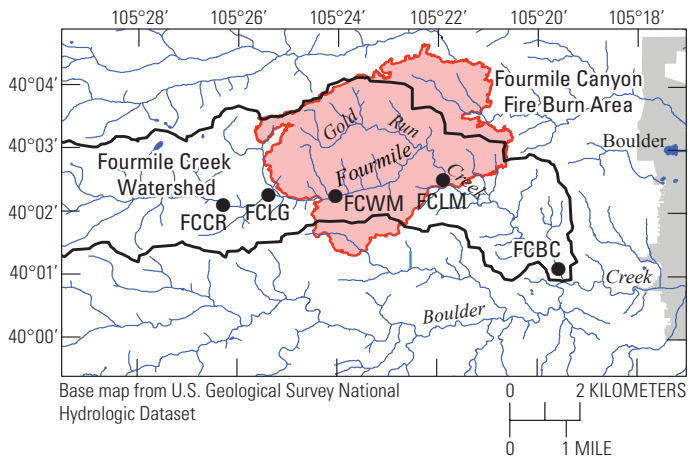 105°28' 105°26' 105°24' 105°22' 105°20' 105°18'
40°04'
40°03'
40°02'
40°01'
40°00'
Fourmile Canyon
Fire Burn Area
Gold Run
Boulder
Fourmile Creek
Watershed
Fourmile Creek
FCCR
FCLG
FCWM
FCLM
FCBC
Creek
Boulder
Base map from U.S. Geological Survey National
Hydrologic Dataset
0 2 KILOMETERS
0 1 MILE